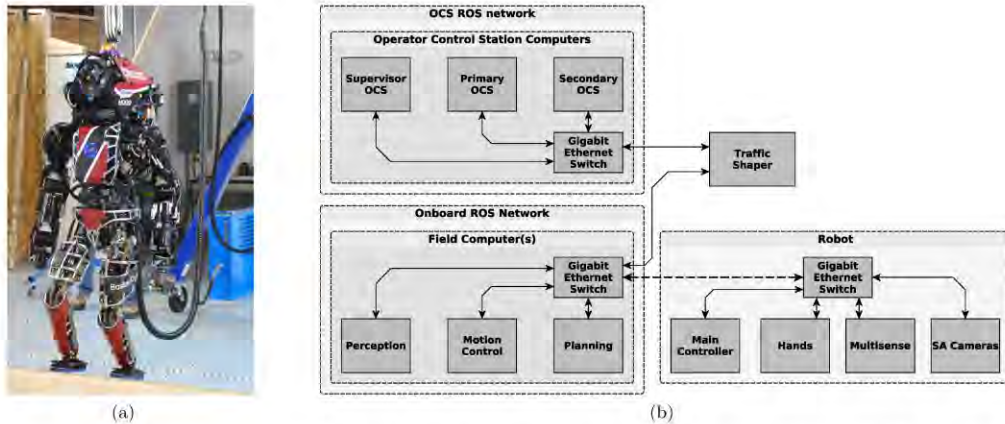 OCS ROS network
Operator Control Station Computers
Supervisor
OCS
Primary
OCS
Secondary
OCS
Gigabit
Ethernet
Switch
Traffic
Shaper
Onboard ROS Network
Field Computer(s)
Gigabit
Ethernet
Switch
Perception
Motion
Control
Planning
Robot
Gigabit
Ethernet
Switch
Main
Controller
Hands
Multisense
SA Cameras
(a)
(b)